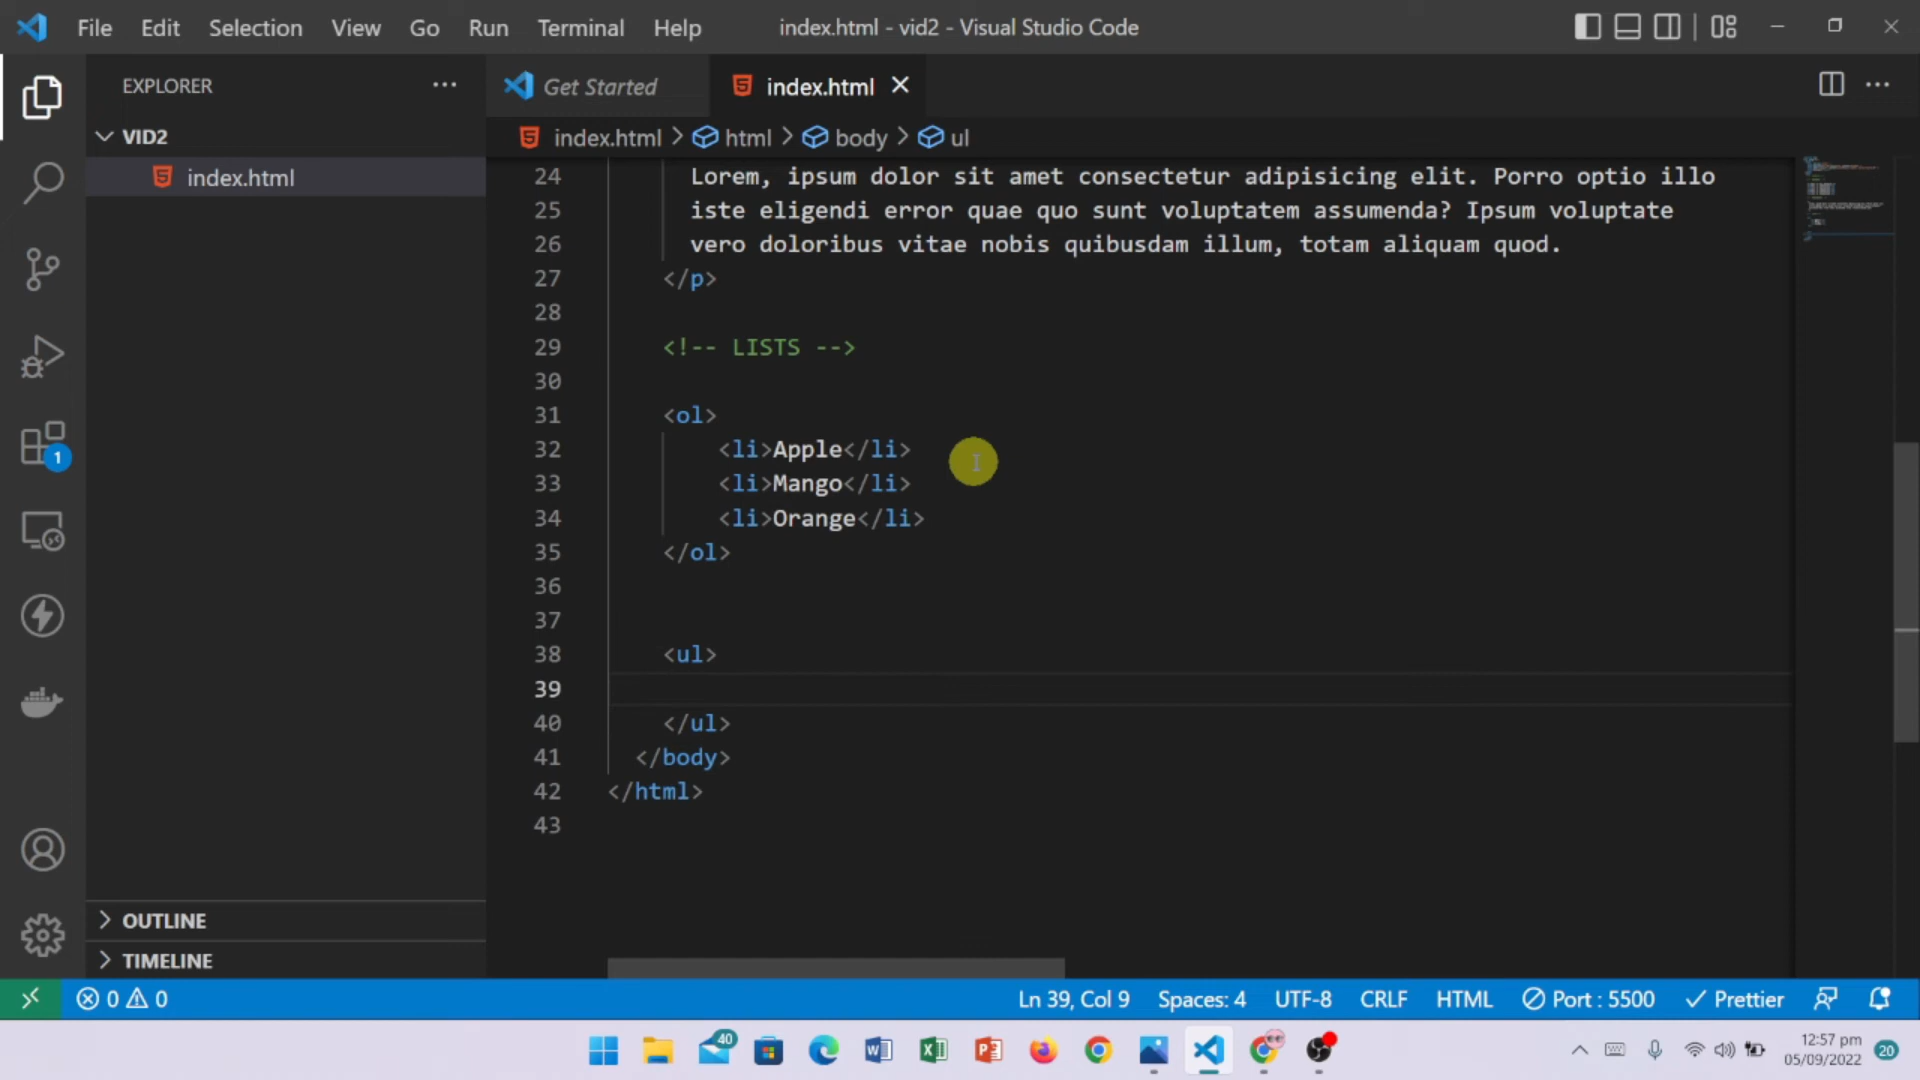 File Edit Selection View Go Run Terminal Help index.html - vid2 - Visual Studio Code
EXPLORER
Get Started index.html
VID2
index.html > html > body > ul
index.html
24 Lorem, ipsum dolor sit amet consectetur adipisicing elit. Porro optio illo
25 iste eligendi error quae quo sunt voluptatem assumenda? Ipsum voluptate
26 vero doloribus vitae nobis quibusdam illum, totam aliquam quod.
27 </p>
28
29 <!-- LISTS -->
30
31 <ol>
32 <li>Apple</li>
33 <li>Mango</li>
34 <li>Orange</li>
35 </ol>
36
37
38 <ul>
39
40 </ul>
41 </body>
42 </html>
43
1
OUTLINE
TIMELINE
0 0 Ln 39, Col 9 Spaces: 4 UTF-8 CRLF HTML Port : 5500 Prettier
40
12:57 pm
05/09/2022
20